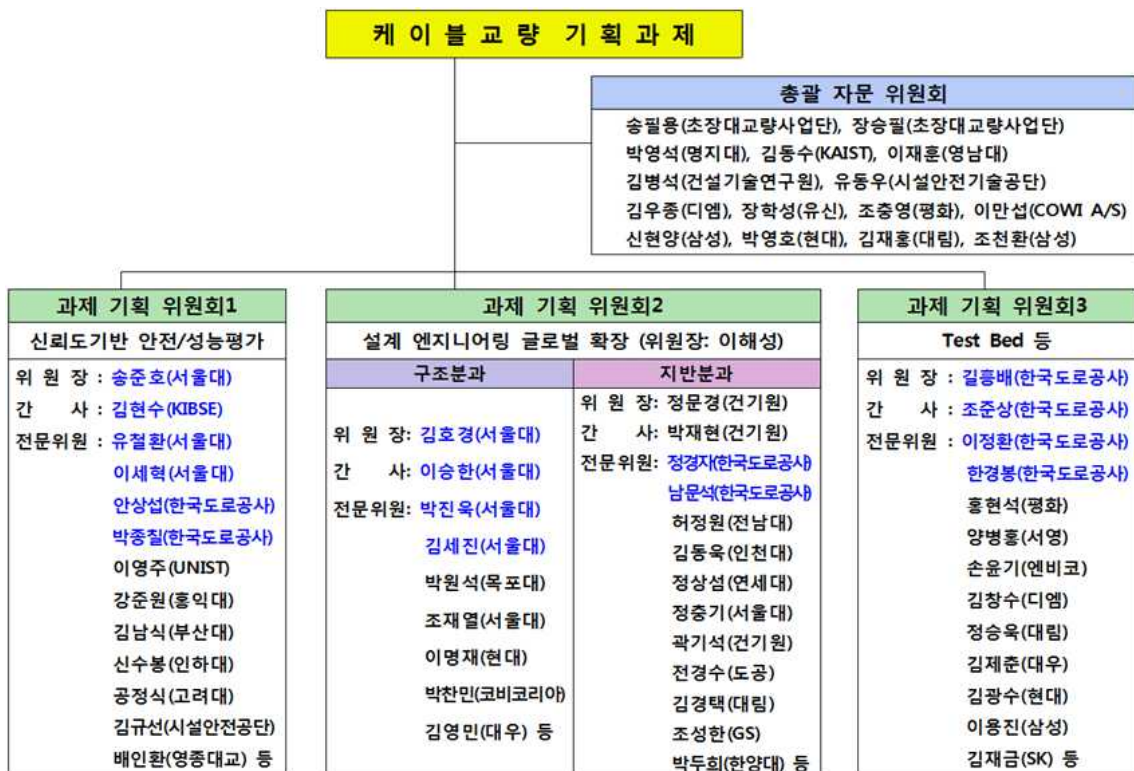 케 이 블 교 량 기 획 과 제
총괄 자문 위원회
송필용(초장대교량사업단), 장승필(초장대교량사업단)
박영석(명지대), 김동수(KAIST), 이재훈(영남대)
김병석(건설기술연구원), 유동우(시설안전기술공단)
김우종(디엠), 장학성(유신), 조충영(평화), 이만섭(COWI A/S)
신현양(삼성), 박영호(현대), 김재홍(대림), 조천환(삼성)
과제 기획 위원회1
신뢰도기반 안전/성능평가
위 원 장 : 송준호(서울대)
간 사 : 김현수(KIBSE)
전문위원 : 유철환(서울대)
이세혁(서울대)
안상섭(한국도로공사)
박종칠(한국도로공사)
이영주(UNIST)
강준원(홍익대)
김남식(부산대)
신수봉(인하대)
공정식(고려대)
김규선(시설안전공단)
배인환(영종대교) 등
과제 기획 위원회2
설계 엔지니어링 글로벌 확장 (위원장: 이해성)
구조분과
위 원 장: 김호경(서울대)
간 사: 이승한(서울대)
전문위원: 박진욱(서울대)
김세진(서울대)
박원석(목포대)
조재열(서울대)
이명재(현대)
박찬민(코비코리아)
김영민(대우) 등
지반분과
위 원 장: 정문경(건기원)
간 사: 박재현(건기원)
전문위원: 정경자(한국도로공사)
남문석(한국도로공사)
허정원(전남대)
김동욱(인천대)
정상섬(연세대)
정충기(서울대)
곽기석(건기원)
전경수(도공)
김경택(대림)
조성한(GS)
박두희(한양대) 등
과제 기획 위원회3
Test Bed 등
위 원 장 : 길흥배(한국도로공사)
간 사 : 조준상(한국도로공사)
전문위원 : 이정환(한국도로공사)
한경봉(한국도로공사)
홍현석(평화)
양병홍(서영)
손윤기(엔비코)
김창수(디엠)
정승욱(대림)
김제춘(대우)
김광수(현대)
이용진(삼성)
김재금(SK) 등